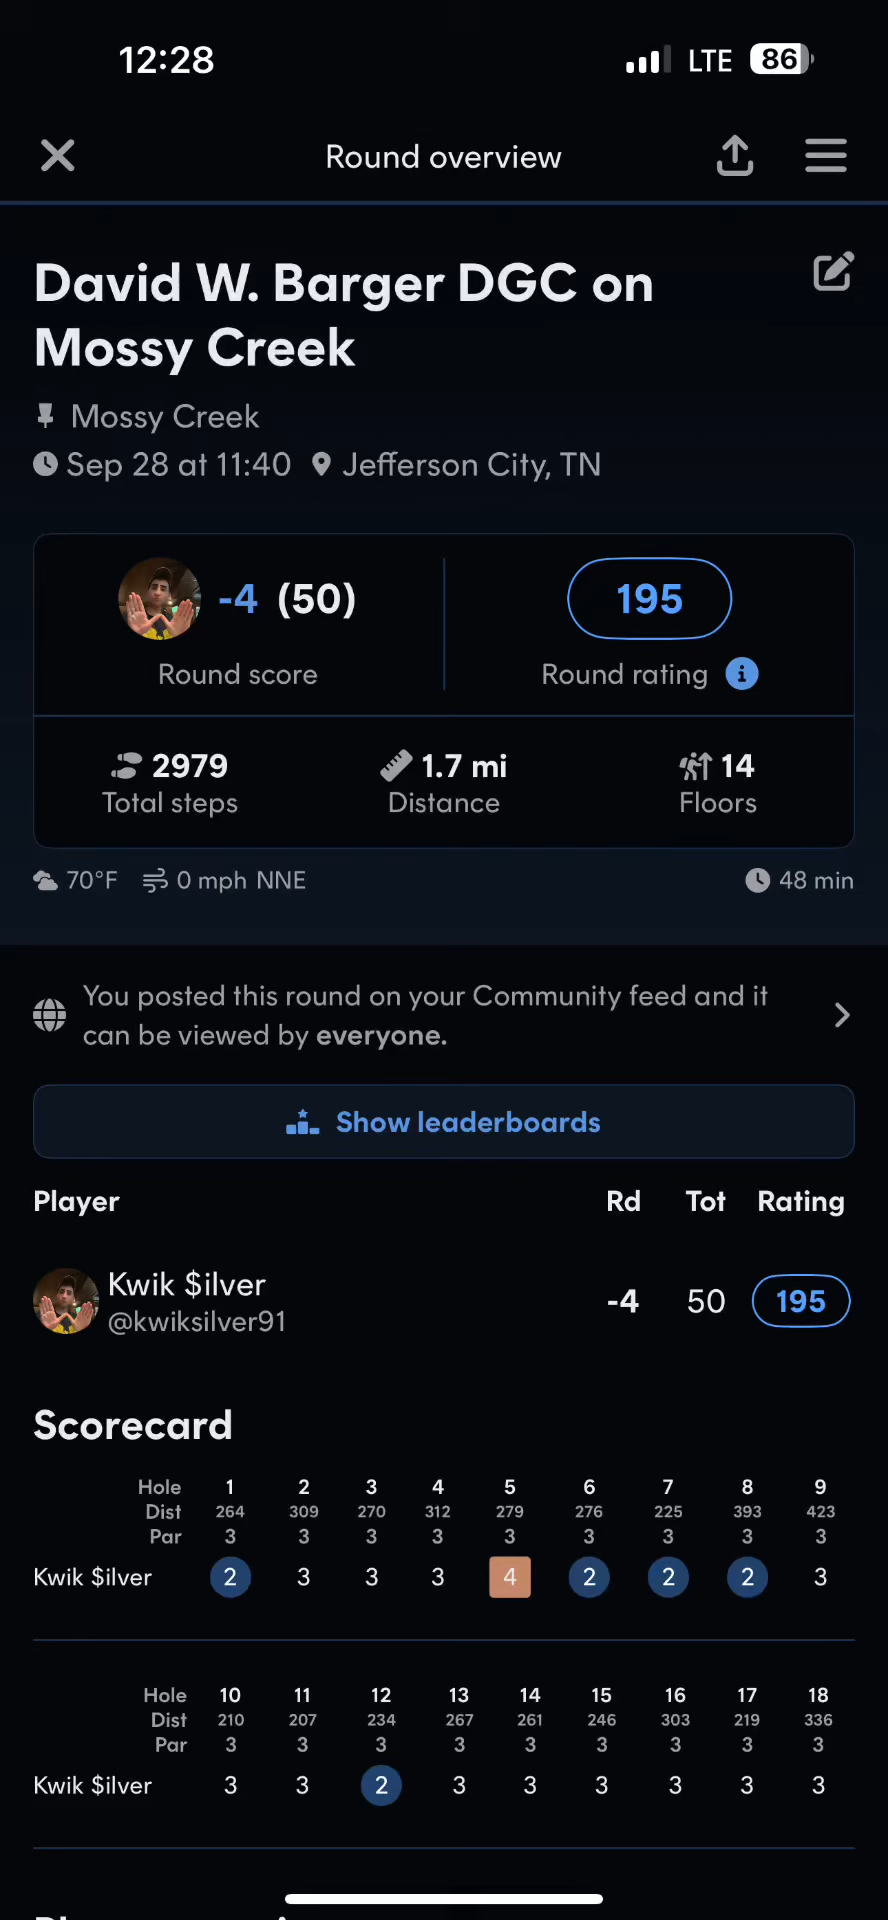 12:28 LTE 86
Round overview
David W. Barger DGC on
Mossy Creek
Mossy Creek
Sep 28 at 11:40 Jefferson City, TN
-4 (50) 195
Round score Round rating
2979 1.7 mi 14
Total steps Distance Floors
70°F 0 mph NNE 48 min
You posted this round on your Community feed and it
can be viewed by everyone.
Show leaderboards
Player Rd Tot Rating
Kwik $ilver
@kwiksilver91
-4 50 195
Scorecard
Hole 1 2 3 4 5 6 7 8 9
Dist 264 309 270 312 279 276 225 393 423
Par 3 3 3 3 3 3 3 3 3
Kwik $ilver 2 3 3 3 4 2 2 2 3
Hole 10 11 12 13 14 15 16 17 18
Dist 210 207 234 267 261 246 303 219 336
Par 3 3 3 3 3 3 3 3 3
Kwik $ilver 3 3 2 3 3 3 3 3 3